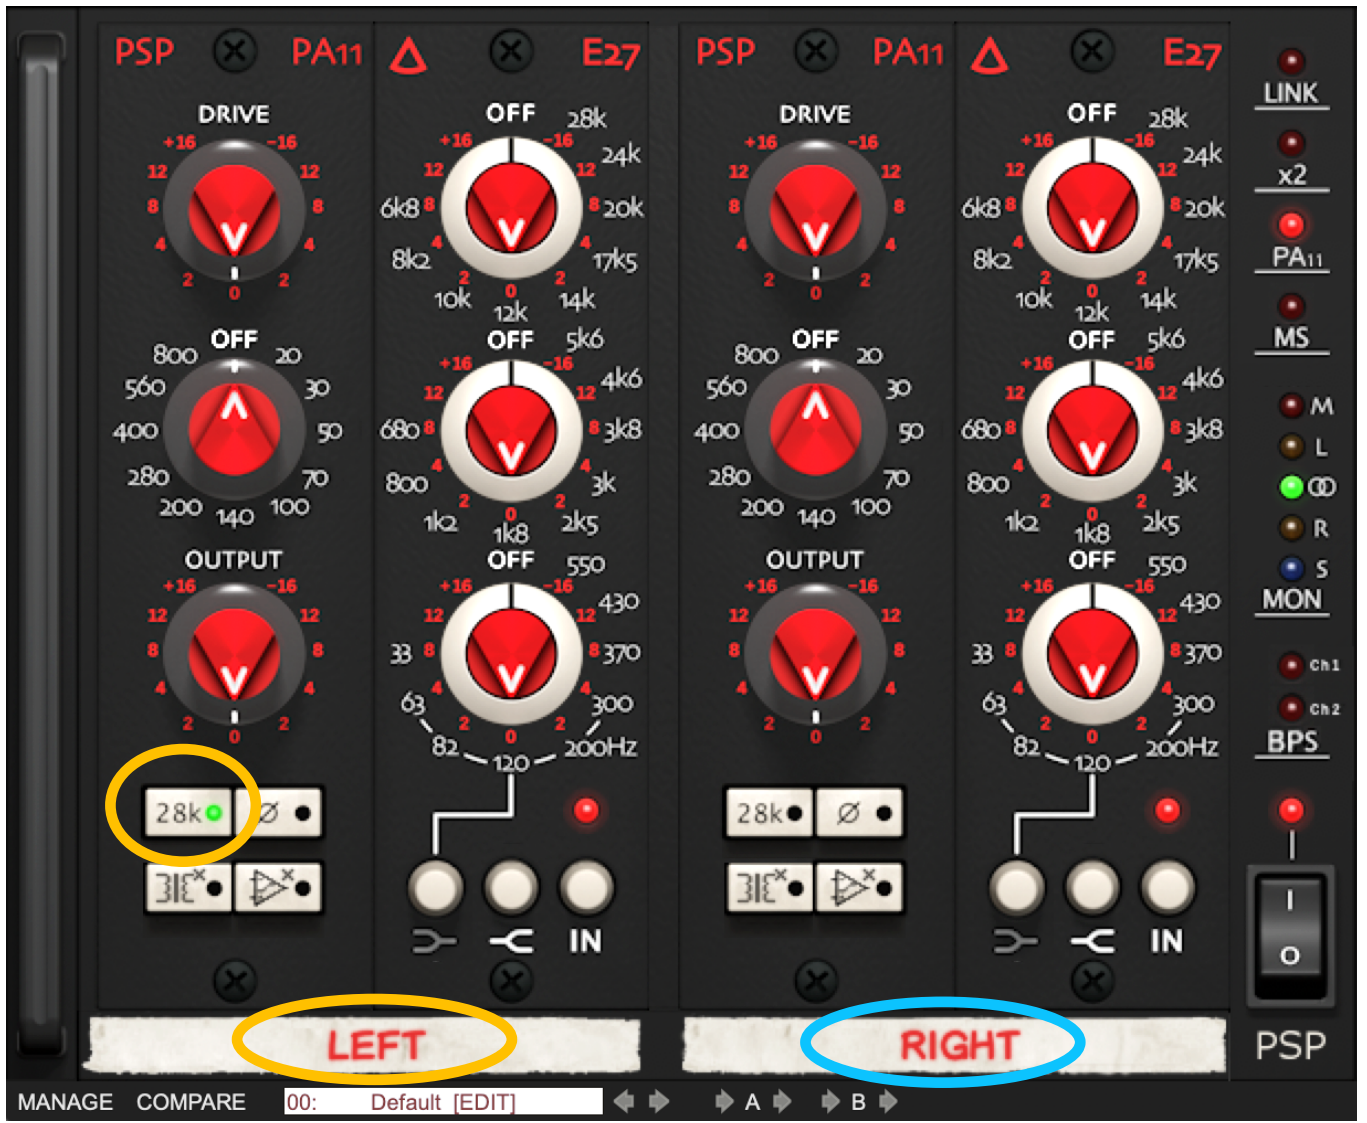 PSP PA11 E27 PSP PA11 E27
LINK
x2
PA11
MS
M
L
R
S
MON
Ch1
Ch2
BPS
I
O
PSP
DRIVE
+16 -16
12 12
8 8
4 4
2 2
0
OFF
800 20
560 30
400 50
280 70
200 140 100
OUTPUT
+16 -16
12 12
8 8
4 4
2 2
0
28k Ø
OFF
28k
+16 -16
24k
12 12
6k8 8 8 20k
4 4
8k2 17k5
2 2
10k 0 14k
12k
OFF
5k6
+16 -16
4k6
12 12
680 8 8 3k8
4 4
800 3k
2 2
1k2 0 2k5
1k8
OFF
550
+16 -16
430
12 12
33 8 8 370
4 4
63 300
2 2
82 0 200Hz
120
IN
DRIVE
+16 -16
12 12
8 8
4 4
2 2
0
OFF
800 20
560 30
400 50
280 70
200 140 100
OUTPUT
+16 -16
12 12
8 8
4 4
2 2
0
28k Ø
OFF
28k
+16 -16
24k
12 12
6k8 8 8 20k
4 4
8k2 17k5
2 2
10k 0 14k
12k
OFF
5k6
+16 -16
4k6
12 12
680 8 8 3k8
4 4
800 3k
2 2
1k2 0 2k5
1k8
OFF
550
+16 -16
430
12 12
33 8 8 370
4 4
63 300
2 2
82 0 200Hz
120
IN
LEFT RIGHT
MANAGE COMPARE 00: Default [EDIT] A B